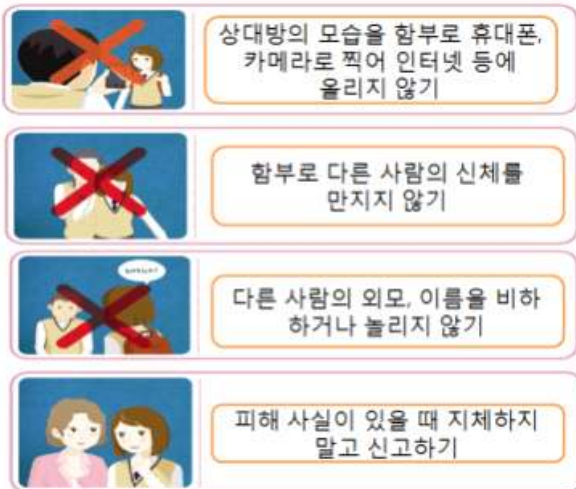 상대방의 모습을 함부로 휴대폰,
카메라로 찍어 인터넷 등에
올리지 않기
함부로 다른 사람의 신체를
만지지 않기
다른 사람의 외모, 이름을 비하
하거나 놀리지 않기
피해 사실이 있을 때 지체하지
말고 신고하기